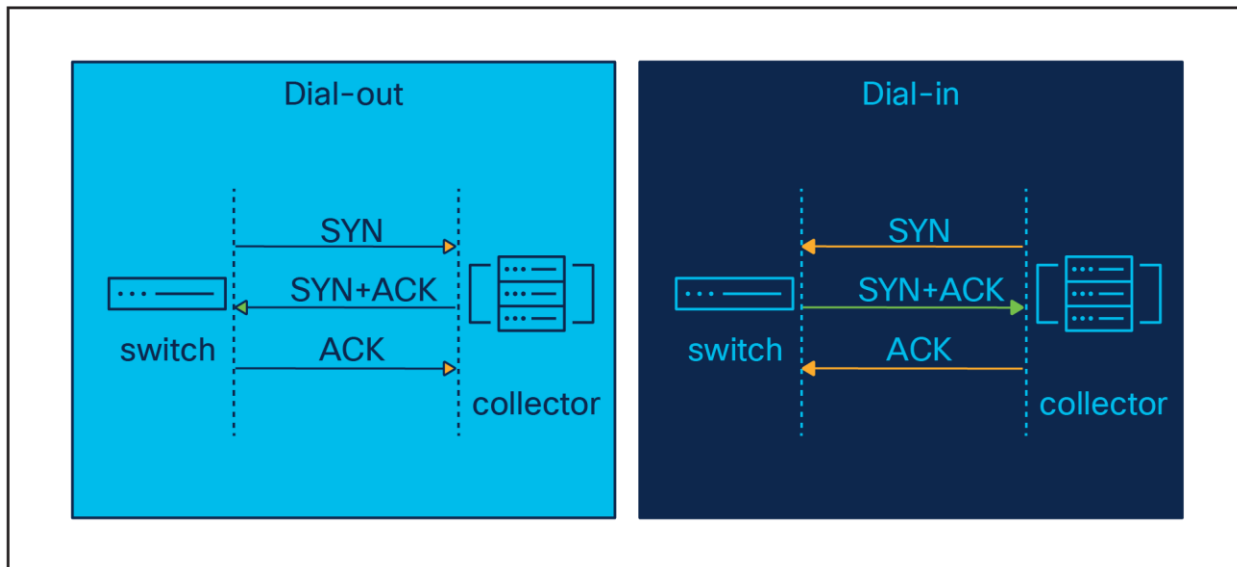 Dial-out
SYN
SYN+ACK
switch
ACK
collector
Dial-in
SYN
SYN+ACK
switch
ACK
collector